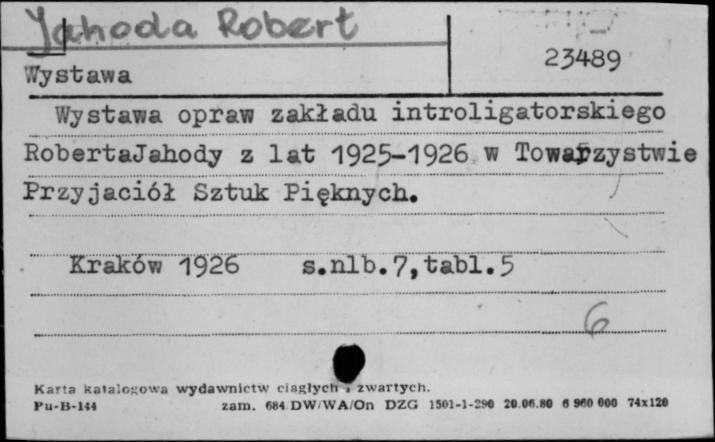 Jahoda Robert
23489
Wystawa
Wystawa opraw zakładu introligatorskiego
RobertaJahody z lat 1925-1926 w Towarzystwie
Przyjaciół Sztuk Pięknych.
Kraków 1926 s.nlb.7,tabl.5
6
Karta katalogowa wydawnictw ciągłych i zwartych.
Pu-B-144 zam. 684/DW/WA/On DZG 1501-1-290 20.06.80 6 960 000 74x120